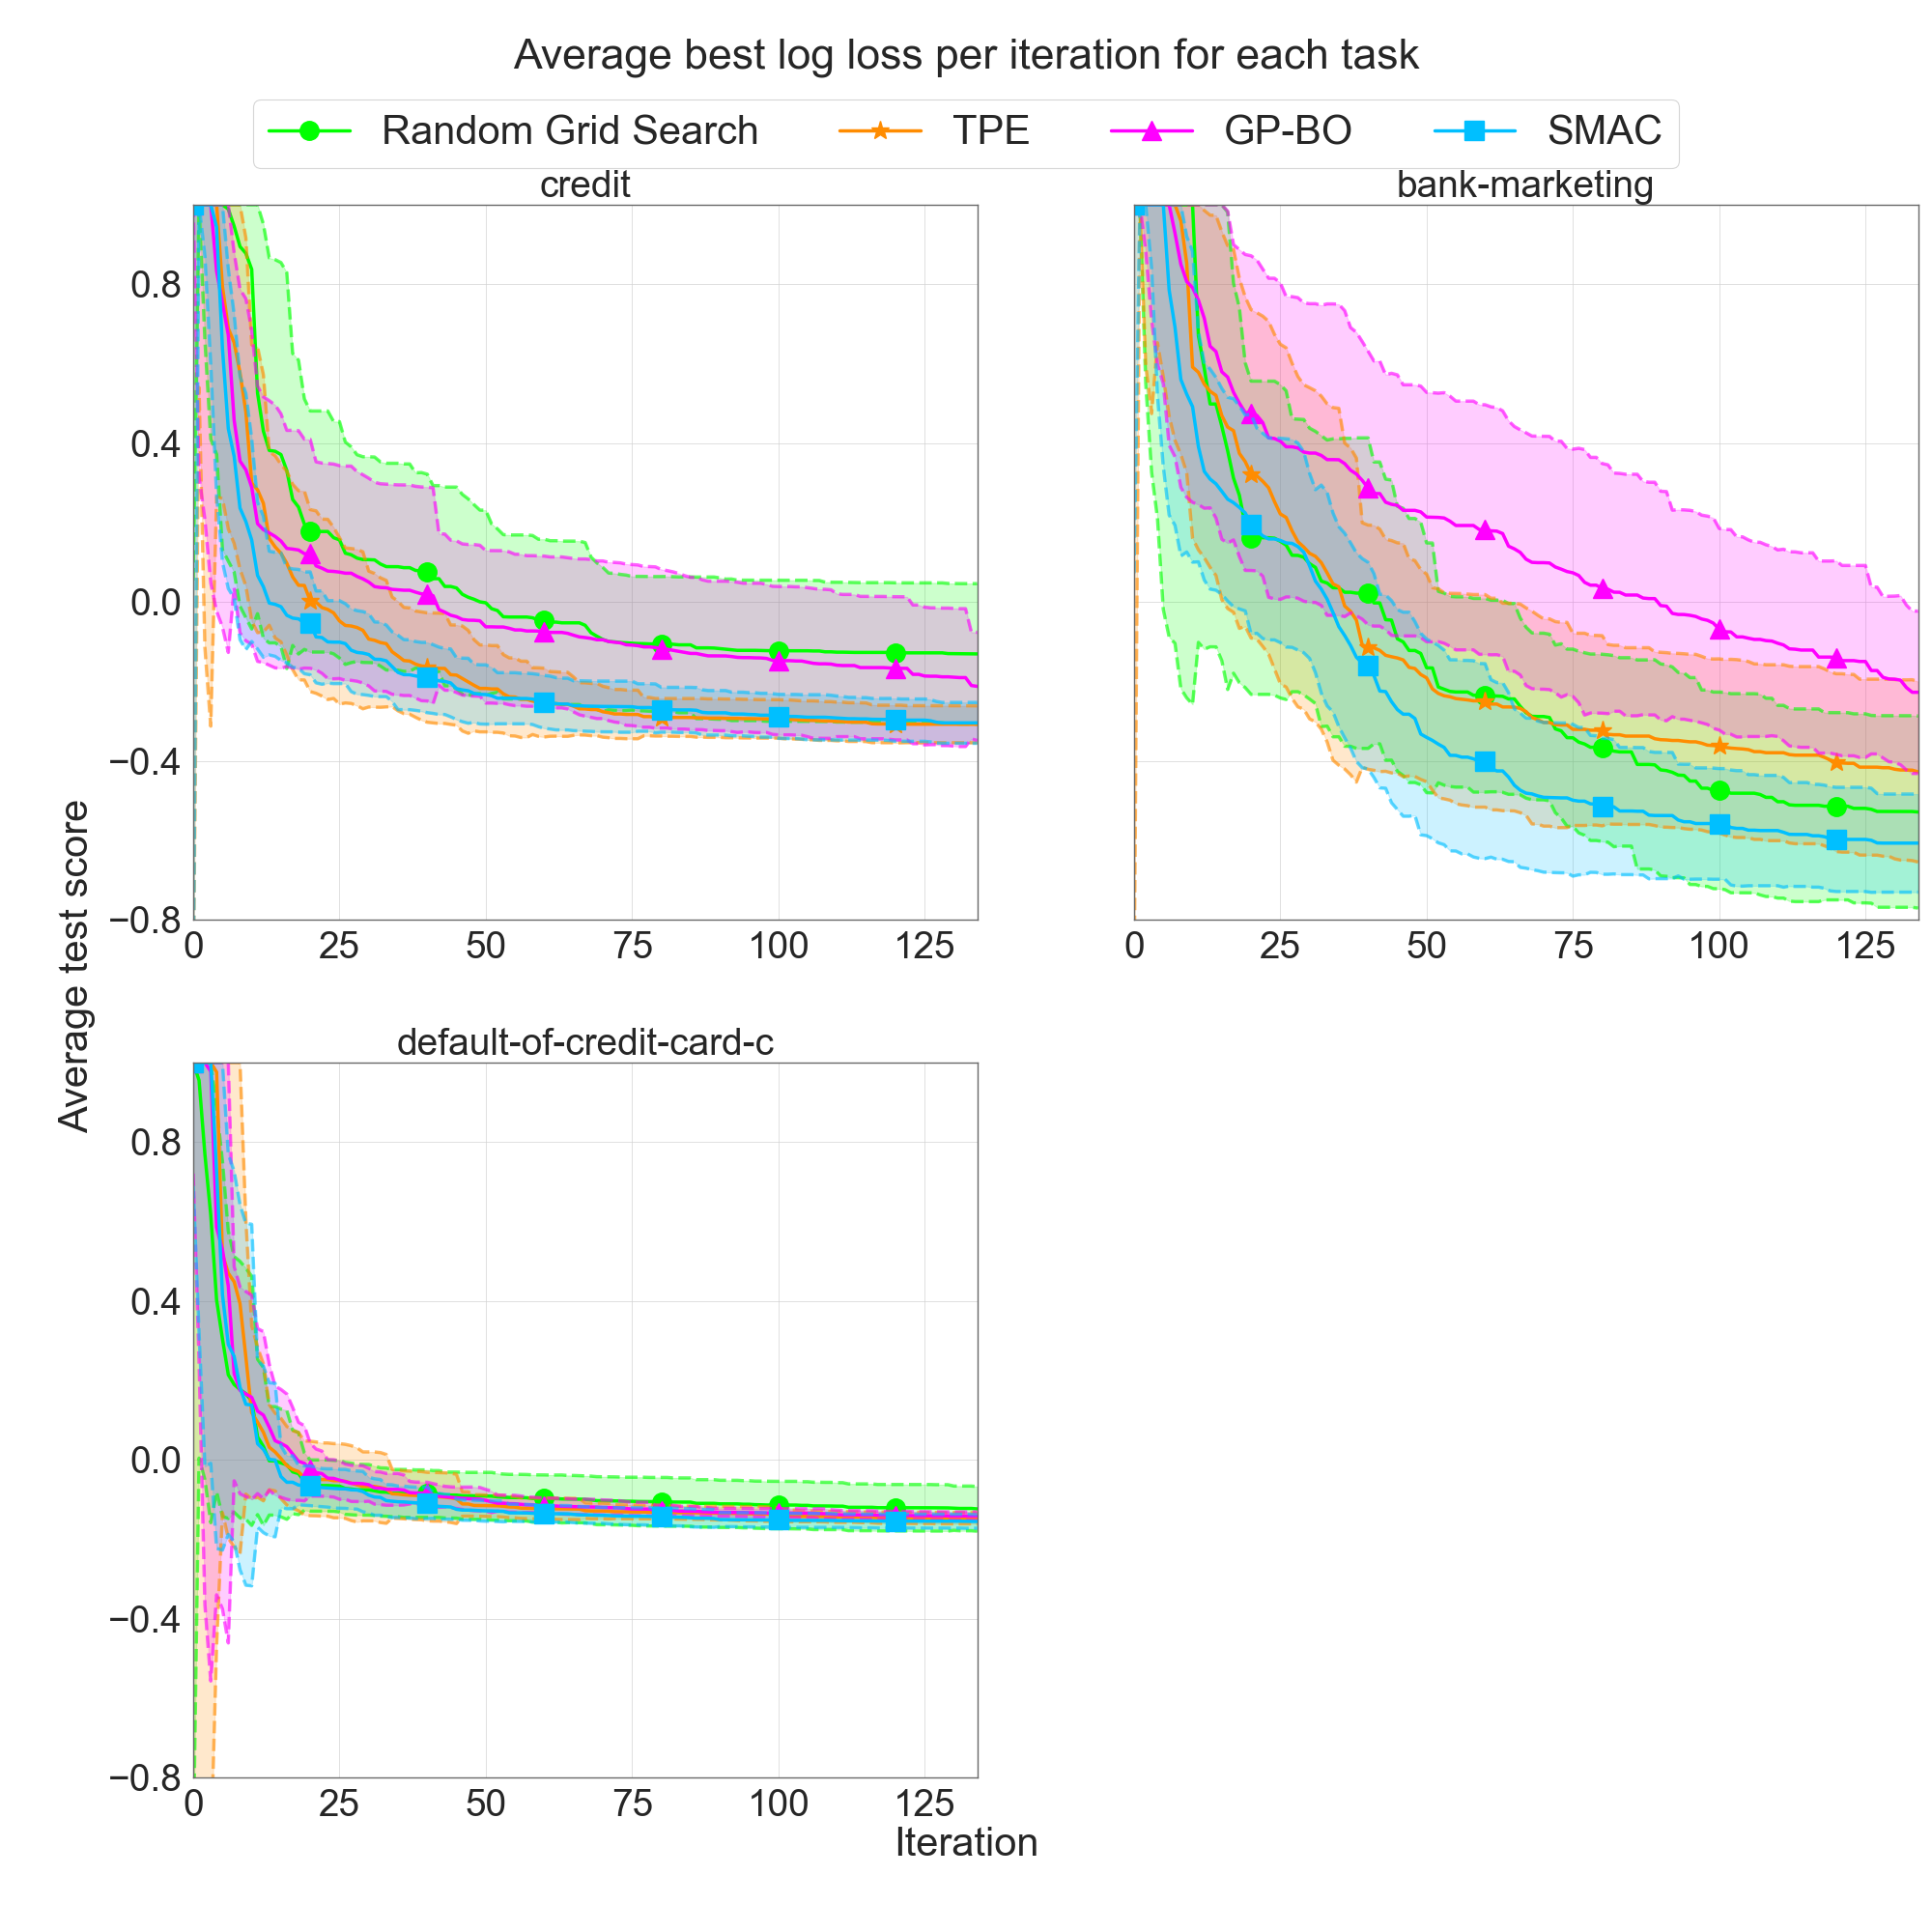 Average best log loss per iteration for each task
Random Grid Search TPE GP-BO SMAC
credit
bank-marketing
0.8
0.4
0.0
−0.4
−0.8
0 25 50 75 100 125
0 25 50 75 100 125
Average test score
default-of-credit-card-c
0.8
0.4
0.0
−0.4
−0.8
0 25 50 75 100 125
Iteration